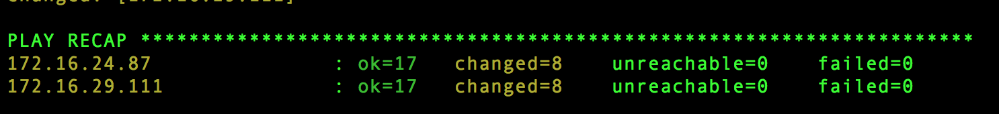 changed: [172.16.29.111]
PLAY RECAP *********************************************************************
172.16.24.87 : ok=17 changed=8 unreachable=0 failed=0
172.16.29.111 : ok=17 changed=8 unreachable=0 failed=0